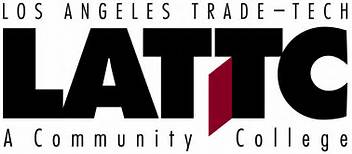 LOS ANGELES TRADE–TECH
LATTC
A Community College